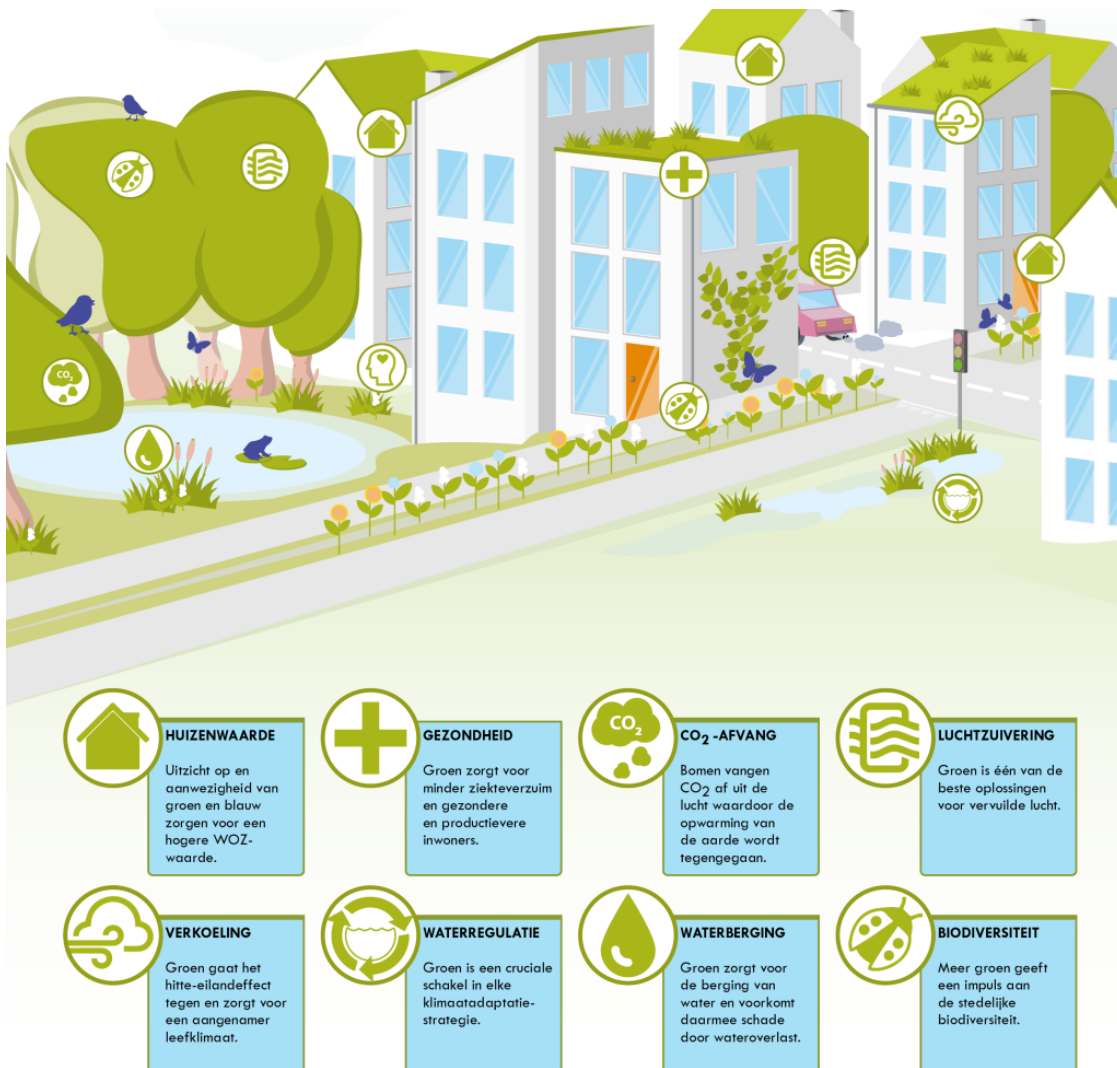 CO₂
HUIZENWAARDE
Uitzicht op en
aanwezigheid van
groen en blauw
zorgen voor een
hogere WOZ-
waarde.
GEZONDHEID
Groen zorgt voor
minder ziekteverzuim
en gezondere
en productievere
inwoners.
CO₂
CO₂ -AFVANG
Bomen vangen
CO₂ af uit de
lucht waardoor de
opwarming van
de aarde wordt
tegengegaan.
LUCHTZUIVERING
Groen is één van de
beste oplossingen
voor vervuilde lucht.
VERKOELING
Groen gaat het
hitte-eilandeffect
tegen en zorgt voor
een aangenamer
leefklimaat.
WATERREGULATIE
Groen is een cruciale
schakel in elke
klimaatadaptatie-
strategie.
WATERBERGING
Groen zorgt voor
de berging van
water en voorkomt
daarmee schade
door wateroverlast.
BIODIVERSITEIT
Meer groen geeft
een impuls aan
de stedelijke
biodiversiteit.